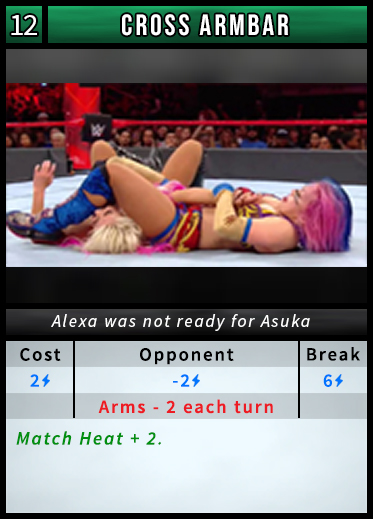 12 CROSS ARMBAR
W
Alexa was not ready for Asuka
Cost Opponent Break
2⚡ -2⚡ 6⚡
Arms - 2 each turn
Match Heat + 2.